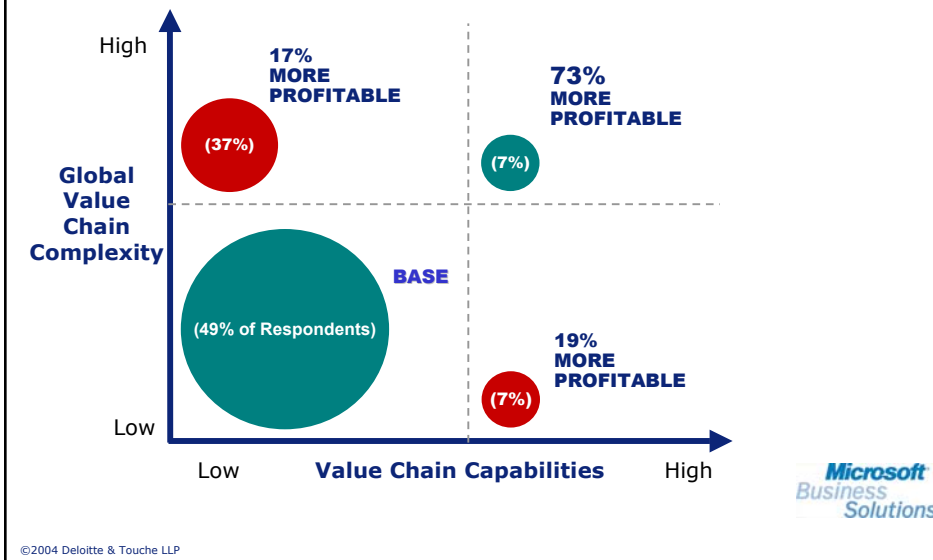 High
17%
MORE
PROFITABLE
73%
MORE
PROFITABLE
(37%)
(7%)
Global
Value
Chain
Complexity
BASE
(49% of Respondents)
19%
MORE
PROFITABLE
(7%)
Low
Low
Value Chain Capabilities
High
Microsoft
Business
Solutions
©2004 Deloitte & Touche LLP